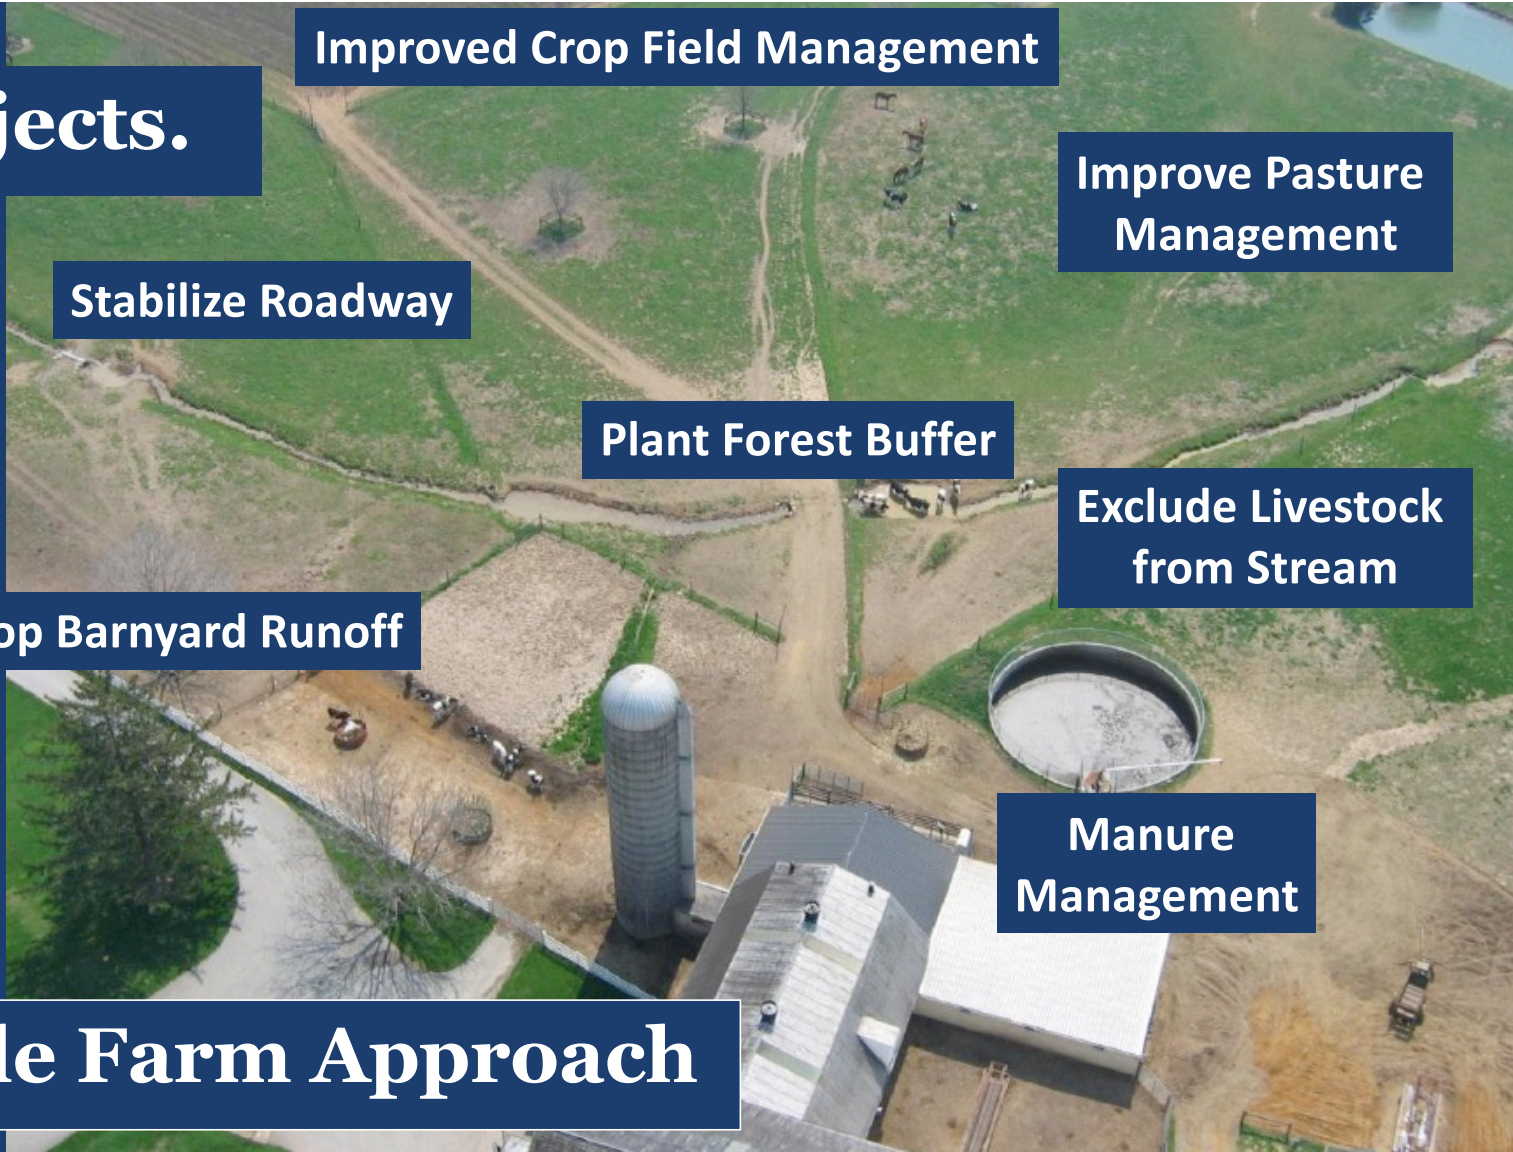 Improved Crop Field Management
jects.
Improve Pasture
Management
Stabilize Roadway
Plant Forest Buffer
Exclude Livestock
from Stream
op Barnyard Runoff
Manure
Management
le Farm Approach